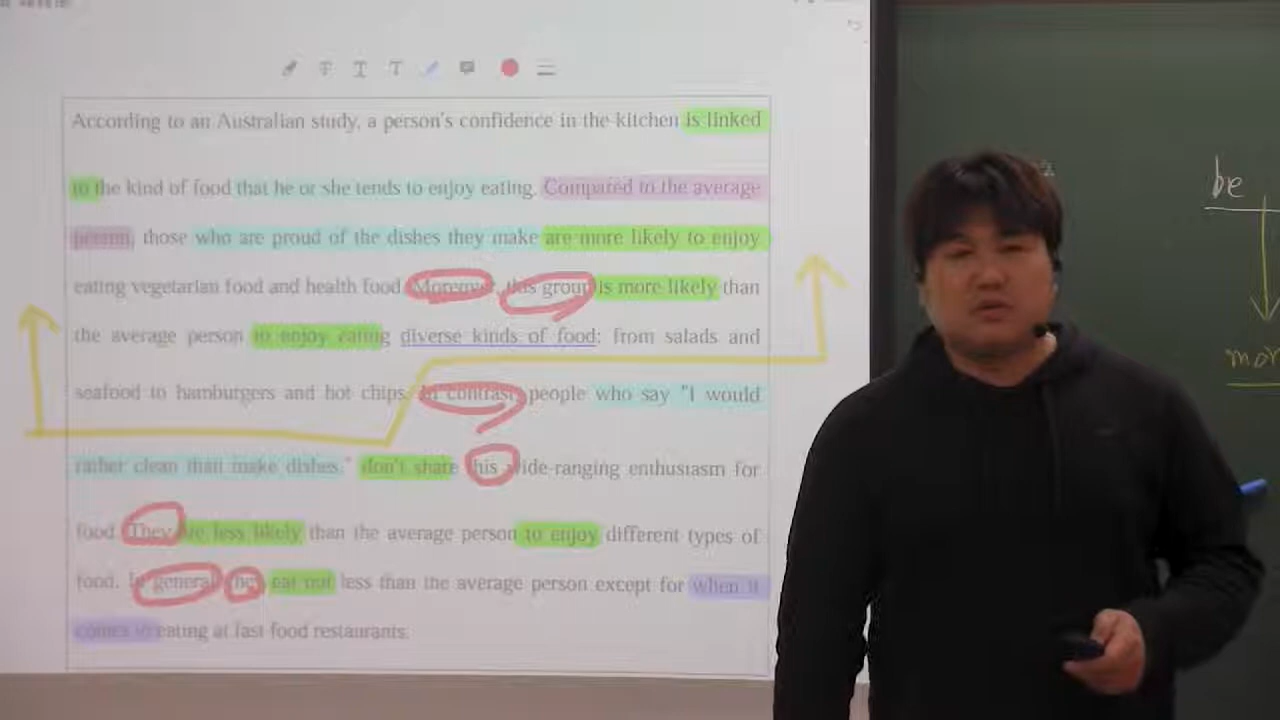 According to an Australian study, a person's confidence in the kitchen is linked
to the kind of food that he or she tends to enjoy eating. Compared to the average
person, those who are proud of the dishes they make are more likely to enjoy
eating vegetarian food and health food. Moreover, this group is more likely than
the average person to enjoy eating diverse kinds of food: from salads and
seafood to hamburgers and hot chips. In contrast, people who say "I would
rather clean than make dishes." don't share this wide-ranging enthusiasm for
food. They are less likely than the average person to enjoy different types of
food. In general, they eat out less than the average person except for when it
comes to eating at fast food restaurants.
be